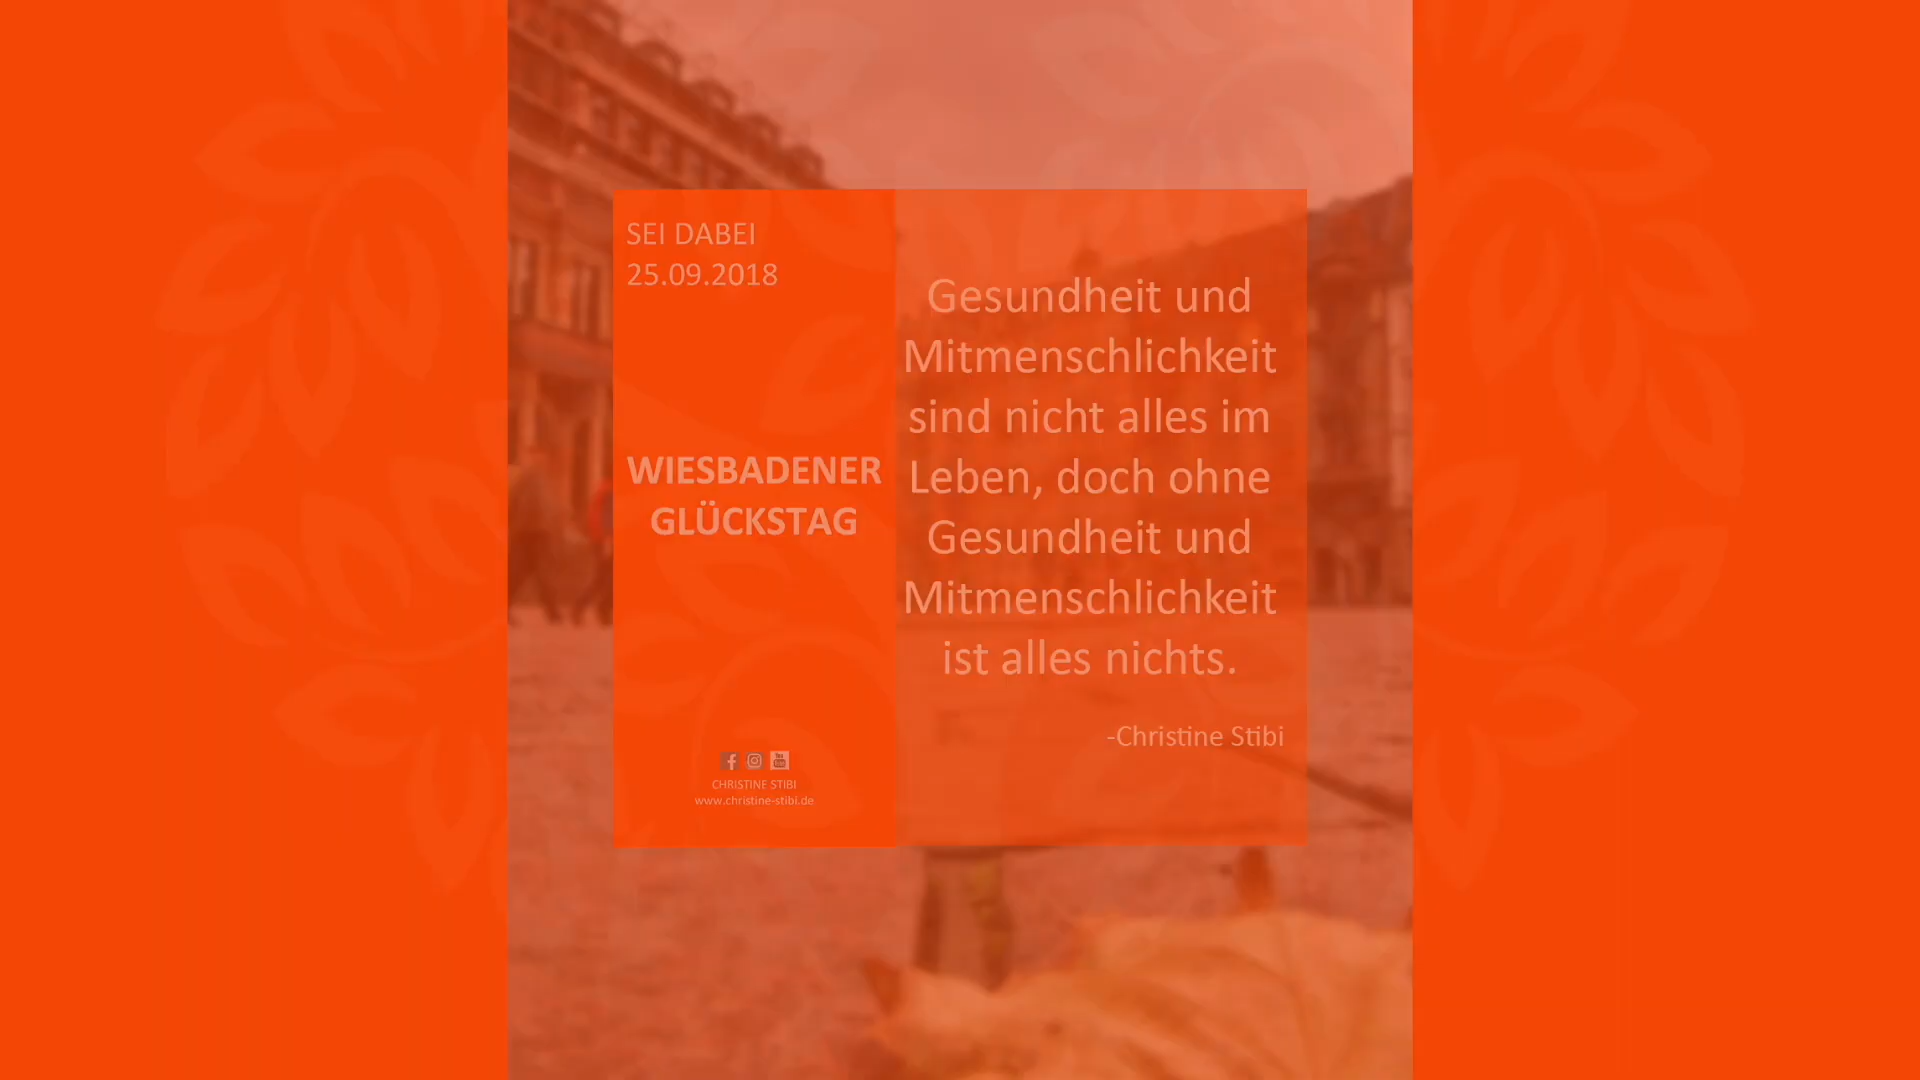 SEI DABEI
25.09.2018
WIESBADENER
GLÜCKSTAG
CHRISTINE STIBI
www.christine-stibi.de
Gesundheit und
Mitmenschlichkeit
sind nicht alles im
Leben, doch ohne
Gesundheit und
Mitmenschlichkeit
ist alles nichts.
-Christine Stibi